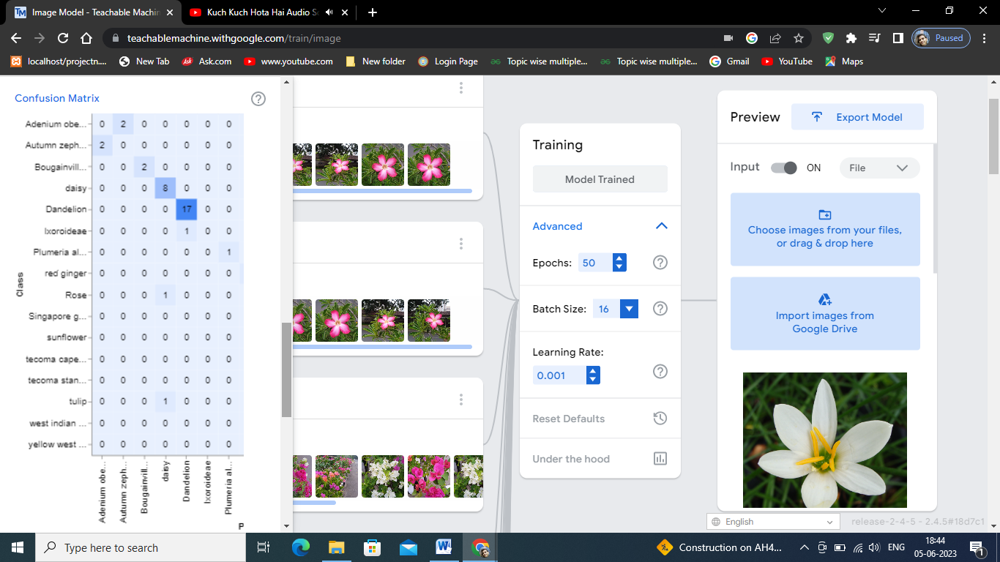 Image Model - Teachable Machin
Kuch Kuch Hota Hai Audio S
teachablemachine.withgoogle.com/train/image
Paused
localhost/projectn...
New Tab
Ask
Ask.com
www.youtube.com
New folder
Login Page
Topic wise multiple...
Topic wise multiple...
Gmail
YouTube
Maps
Confusion Matrix
Adenium obe... 0 2 0 0 0 0 0
Autumn zeph... 2 0 0 0 0 0 0
Bougainvill... 0 0 2 0 0 0 0
daisy 0 0 0 8 0 0 0
Dandelion 0 0 0 0 17 0 0
Ixoroideae 0 0 0 0 1 0 0
Plumeria al... 0 0 0 0 0 0 1
red ginger 0 0 0 0 0 0 0
Rose 0 0 0 1 0 0 0
Singapore g... 0 0 0 0 0 0 0
sunflower 0 0 0 0 0 0 0
tecoma cape... 0 0 0 0 0 0 0
tecoma stan... 0 0 0 0 0 0 0
tulip 0 0 0 1 0 0 0
west indian ... 0 0 0 0 0 0 0
yellow west ... 0 0 0 0 0 0 0
Class
Adenium obe...
Autumn zeph...
Bougainvill...
daisy
Dandelion
Ixoroideae
Plumeria al...
P
Training
Model Trained
Advanced
Epochs: 50
Batch Size: 16
Learning Rate:
0.001
Reset Defaults
Under the hood
Preview
Export Model
Input ON File
Choose images from your files,
or drag & drop here
Import images from
Google Drive
English
release-2-4-5 - 2.4.5#18d7c1
Type here to search
Construction on AH4...
ENG
18:44
05-06-2023
1